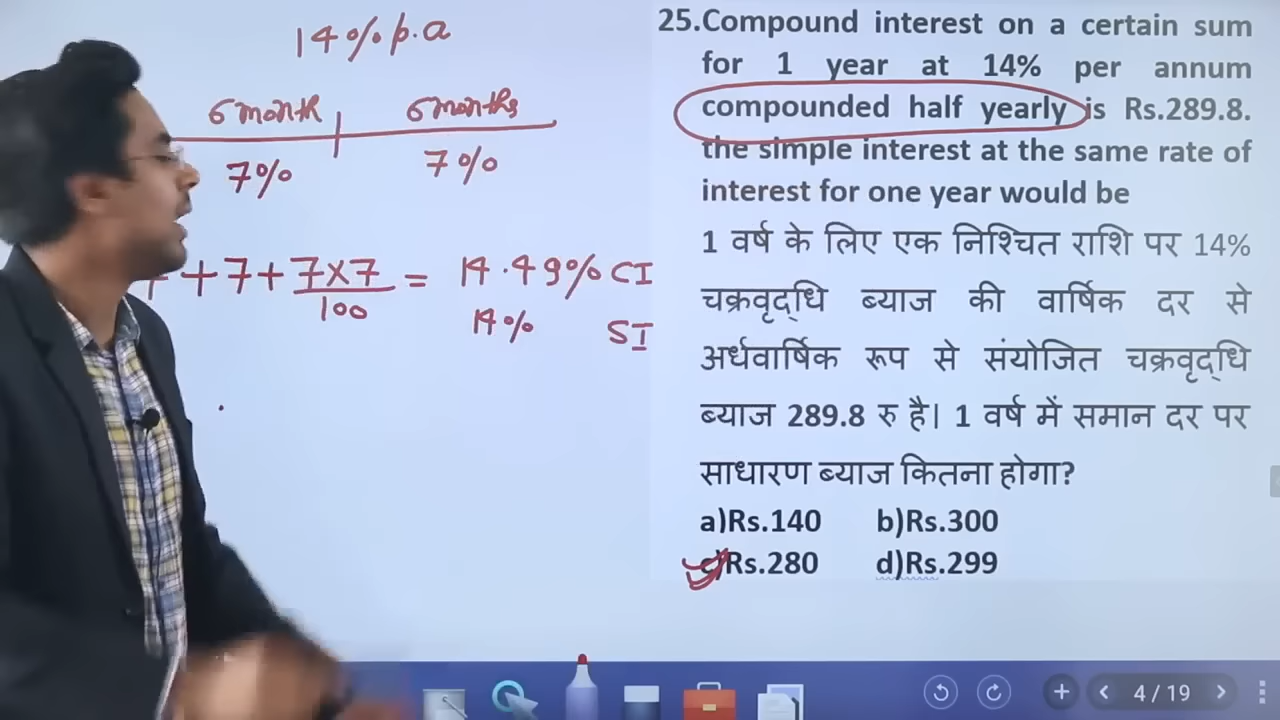 14% p.a
6 month 6 months
7% 7%
+ 7 + 7×7/100 = 14.49% CI
14% SI
25.Compound interest on a certain sum
for 1 year at 14% per annum
compounded half yearly is Rs.289.8.
the simple interest at the same rate of
interest for one year would be
1 वर्ष के लिए एक निश्चित राशि पर 14%
चक्रवृद्धि ब्याज की वार्षिक दर से
अर्धवार्षिक रूप से संयोजित चक्रवृद्धि
ब्याज 289.8 रु है। 1 वर्ष में समान दर पर
साधारण ब्याज कितना होगा?
a)Rs.140 b)Rs.300
c)Rs.280 d)Rs.299
4 / 19